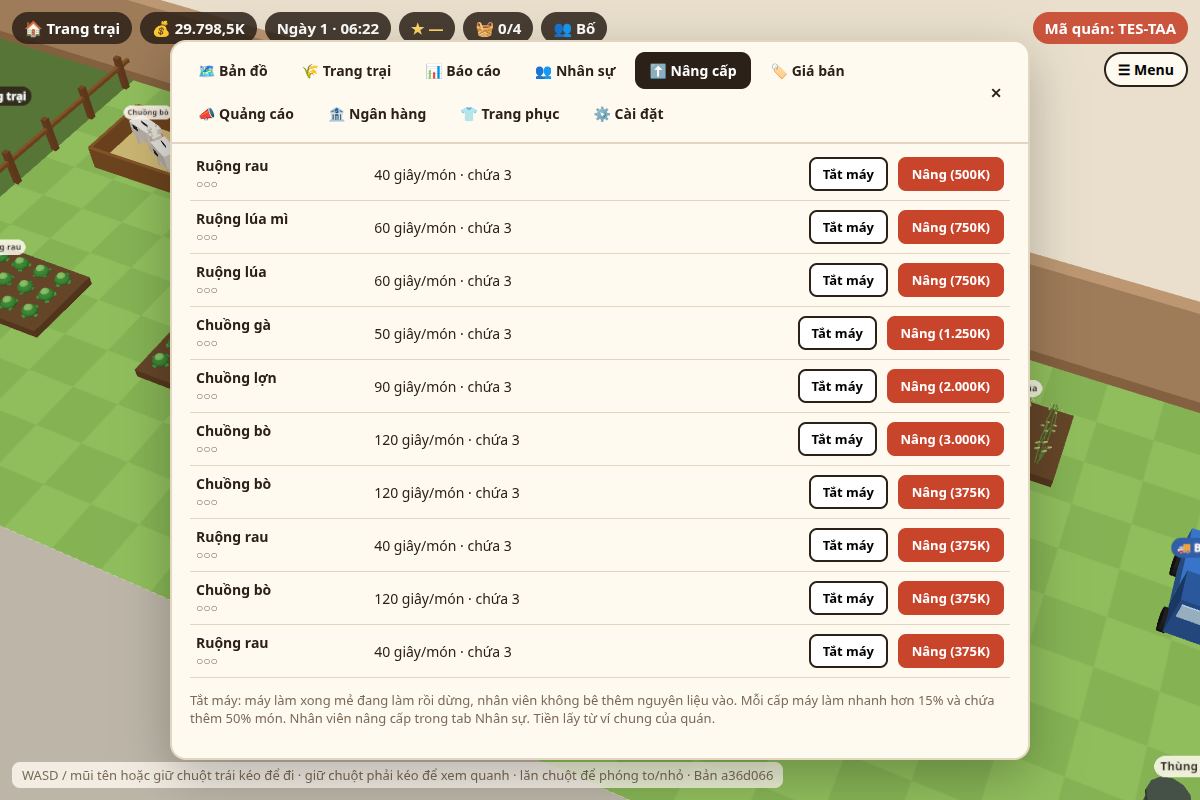 🏠 Trang trại
💰 29.798,5K
Ngày 1 · 06:22
★ —
🧺 0/4
👥 Bố
Mã quán: TES-TAA
☰ Menu
🗺️ Bản đồ
🌾 Trang trại
📊 Báo cáo
👥 Nhân sự
⬆️ Nâng cấp
🏷️ Giá bán
📣 Quảng cáo
🏦 Ngân hàng
👕 Trang phục
⚙️ Cài đặt
×
trại
Chuồng bò
rau
Ruộng rau
○○○
40 giây/món · chứa 3
Tắt máy
Nâng (500K)
Ruộng lúa mì
○○○
60 giây/món · chứa 3
Tắt máy
Nâng (750K)
Ruộng lúa
○○○
60 giây/món · chứa 3
Tắt máy
Nâng (750K)
Chuồng gà
○○○
50 giây/món · chứa 3
Tắt máy
Nâng (1.250K)
Chuồng lợn
○○○
90 giây/món · chứa 3
Tắt máy
Nâng (2.000K)
Chuồng bò
○○○
120 giây/món · chứa 3
Tắt máy
Nâng (3.000K)
Chuồng bò
○○○
120 giây/món · chứa 3
Tắt máy
Nâng (375K)
Ruộng rau
○○○
40 giây/món · chứa 3
Tắt máy
Nâng (375K)
Chuồng bò
○○○
120 giây/món · chứa 3
Tắt máy
Nâng (375K)
Ruộng rau
○○○
40 giây/món · chứa 3
Tắt máy
Nâng (375K)
Tắt máy: máy làm xong mẻ đang làm rồi dừng, nhân viên không bê thêm nguyên liệu vào. Mỗi cấp máy làm nhanh hơn 15% và chứa
thêm 50% món. Nhân viên nâng cấp trong tab Nhân sự. Tiền lấy từ ví chung của quán.
WASD / mũi tên hoặc giữ chuột trái kéo để đi · giữ chuột phải kéo để xem quanh · lăn chuột để phóng to/nhỏ · Bản a36d066
Thùng